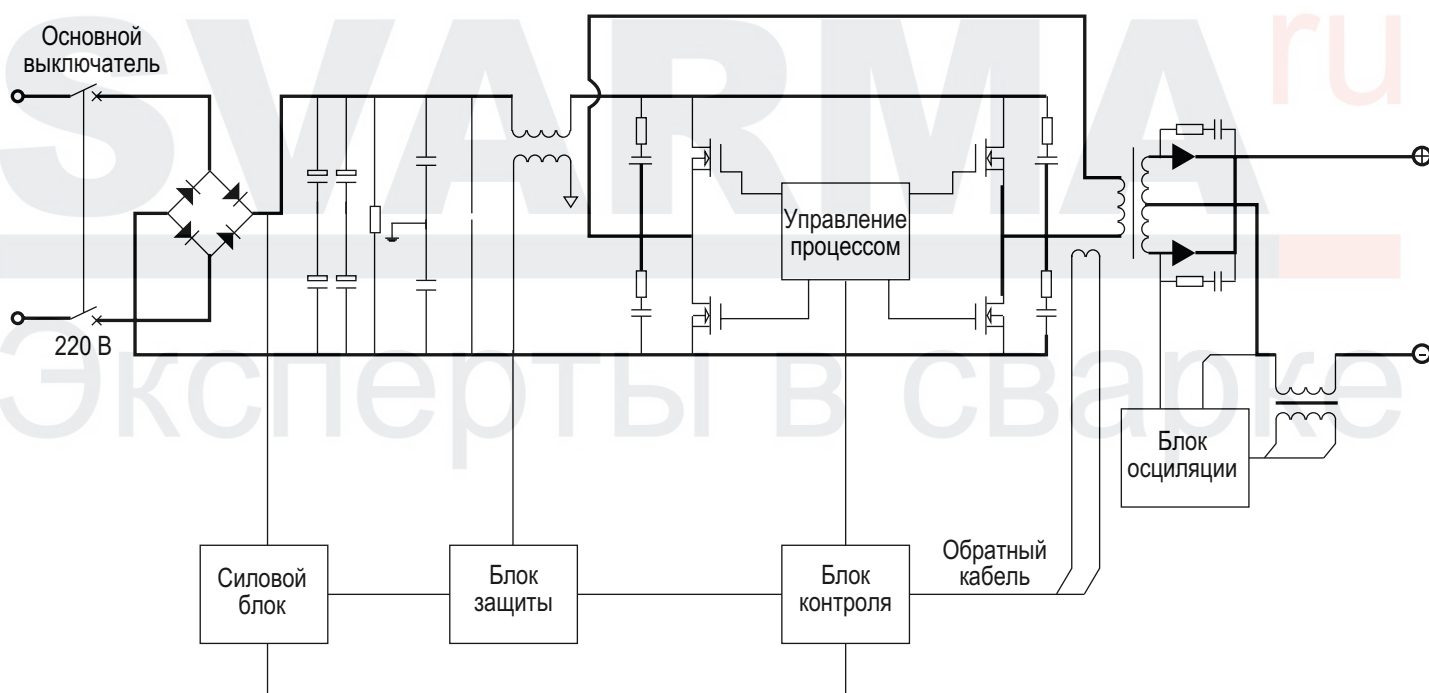 SVARMA
ru
Эксперты в сварке
Основной
выключатель
220 В
Управление
процессом
Блок
осциляции
Силовой
блок
Блок
защиты
Блок
контроля
Обратный
кабель